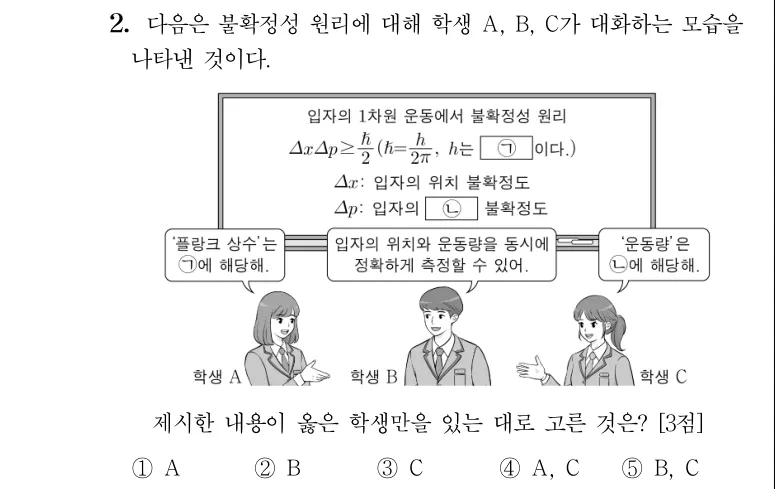 2. 다음은 불확정성 원리에 대해 학생 A, B, C가 대화하는 모습을
나타낸 것이다.
입자의 1차원 운동에서 불확정성 원리
ΔxΔp≥ℏ/2 (ℏ=h/2π, h는 ㉠이다.)
Δx: 입자의 위치 불확정도
Δp: 입자의 ㉡ 불확정도
‘플랑크 상수’는
㉠에 해당해.
입자의 위치와 운동량을 동시에
정확하게 측정할 수 있어.
‘운동량’은
㉡에 해당해.
학생 A
학생 B
학생 C
제시한 내용이 옳은 학생만을 있는 대로 고른 것은? [3점]
① A ② B ③ C ④ A, C ⑤ B, C